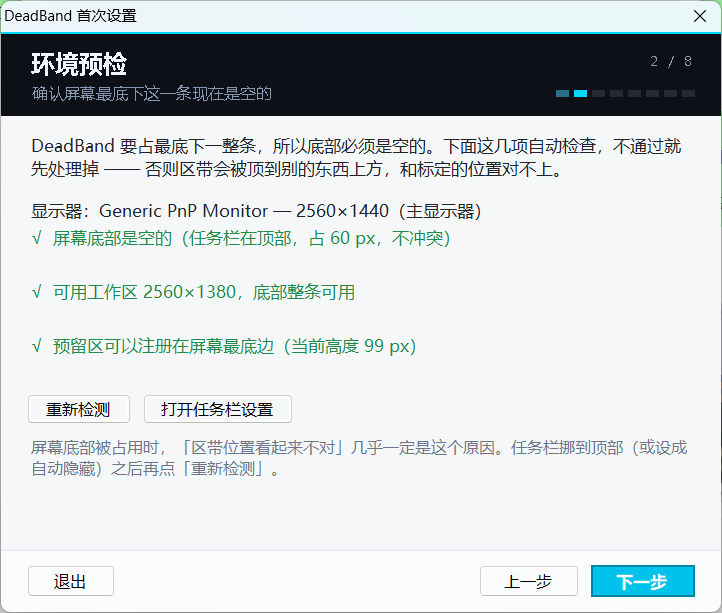 DeadBand 首次设置
环境预检
2 / 8
确认屏幕最底下这一条现在是空的
DeadBand 要占最底下一整条，所以底部必须是空的。下面这几项自动检查，不通过就
先处理掉 —— 否则区带会被顶到别的东西上方，和标定的位置对不上。
显示器：Generic PnP Monitor — 2560×1440（主显示器）
√ 屏幕底部是空的（任务栏在顶部，占 60 px，不冲突）
√ 可用工作区 2560×1380，底部整条可用
√ 预留区可以注册在屏幕最底边（当前高度 99 px）
重新检测 打开任务栏设置
屏幕底部被占用时，「区带位置看起来不对」几乎一定是这个原因。任务栏挪到顶部（或设成
自动隐藏）之后再点「重新检测」。
退出 上一步 下一步